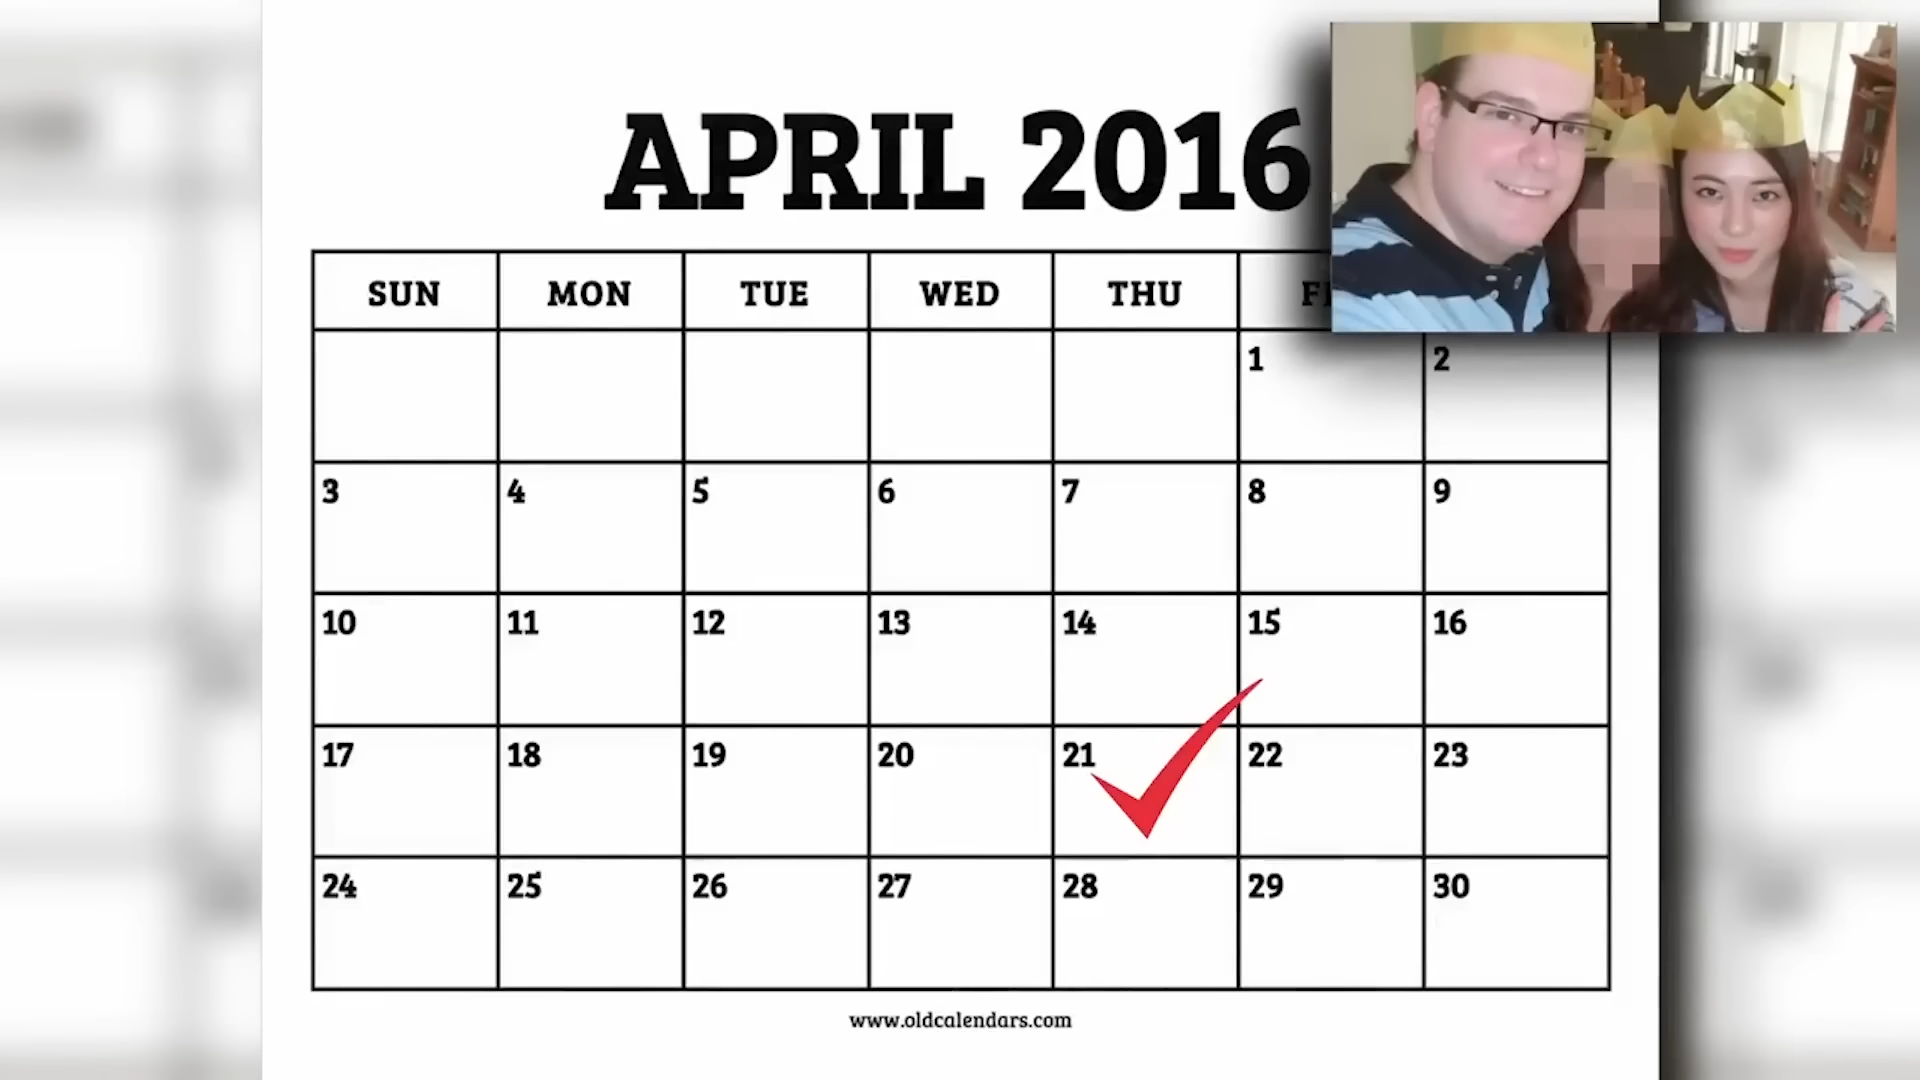 APRIL 2016
SUN MON TUE WED THU
1 2
3 4 5 6 7 8 9
10 11 12 13 14 15 16
17 18 19 20 21 22 23
24 25 26 27 28 29 30
www.oldcalendars.com